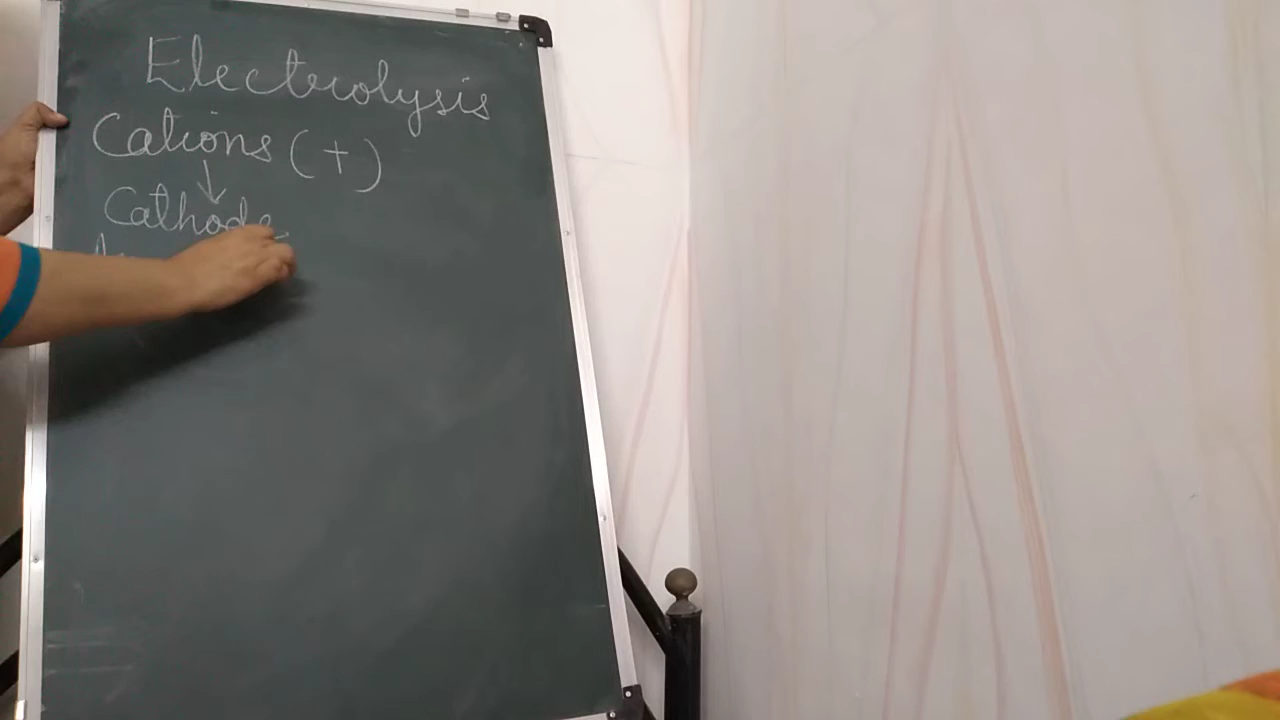 Electrolysis
Cations (+)
↓
Cathode